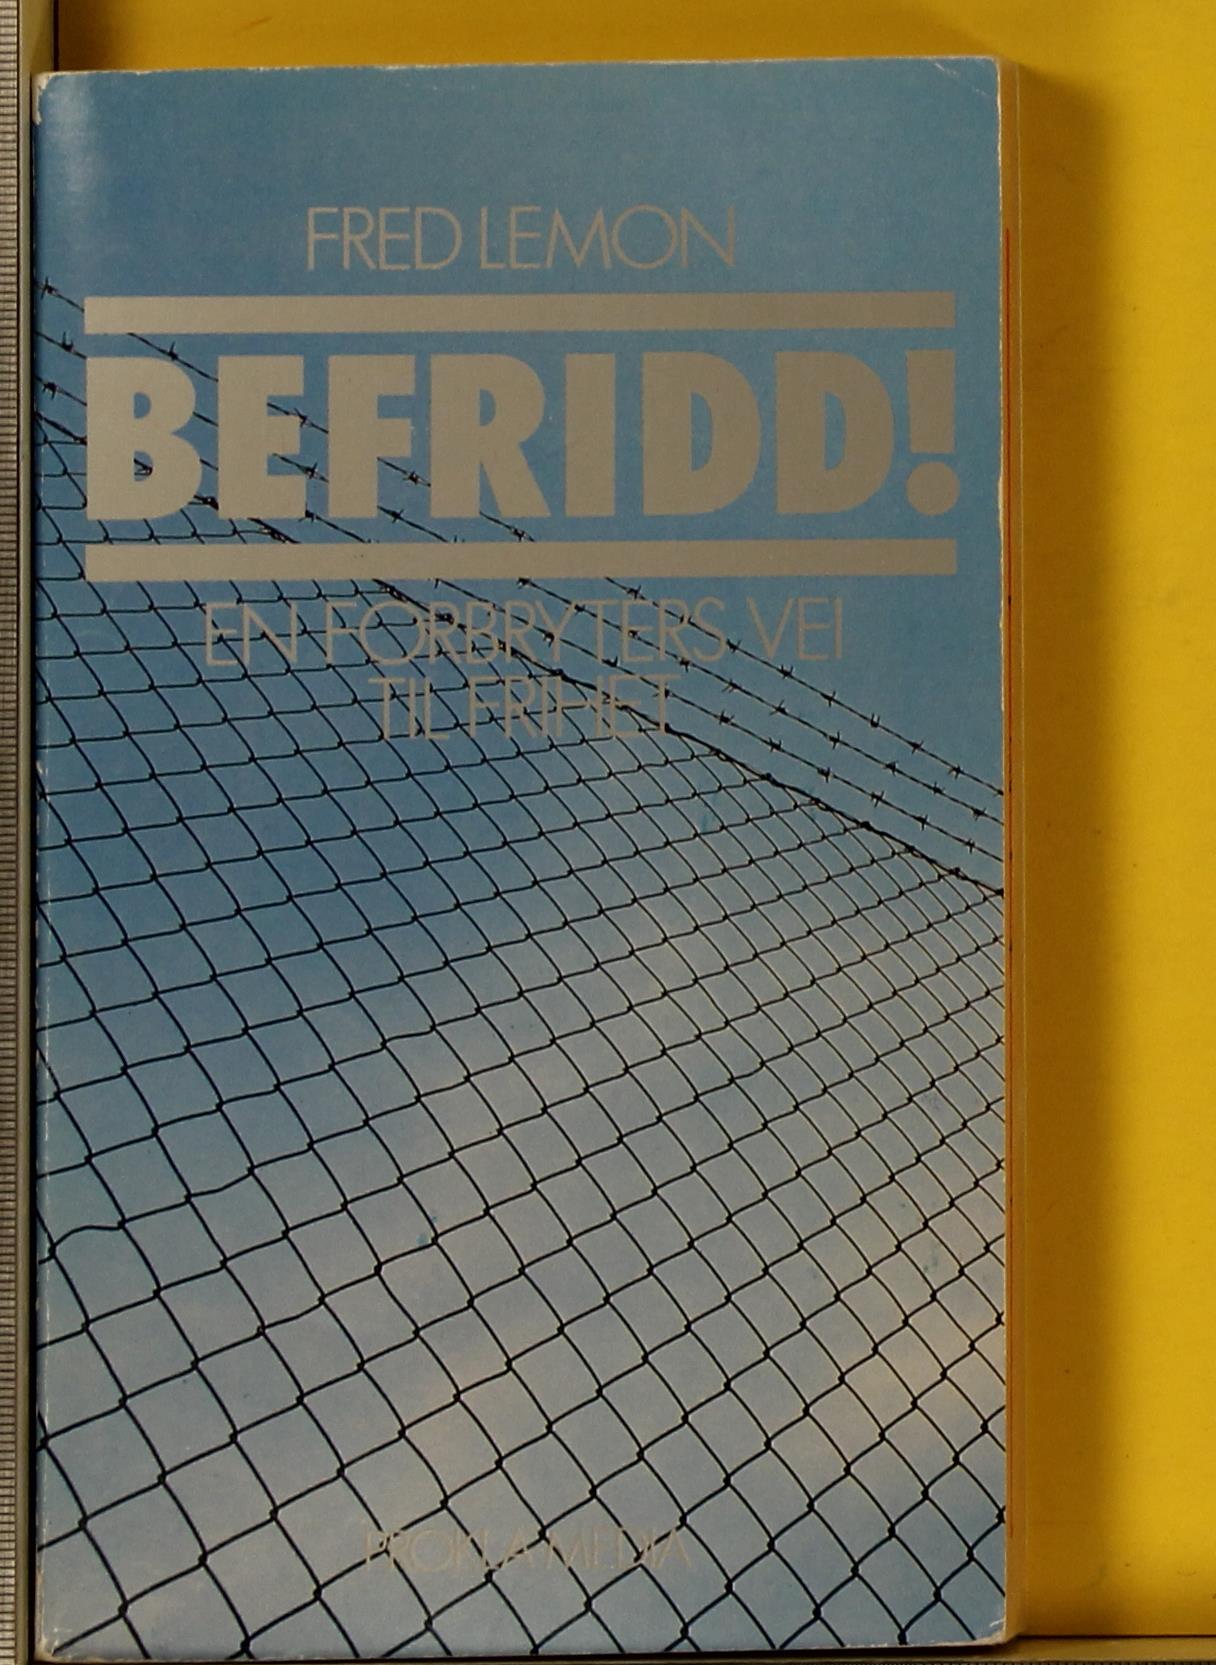 FRED LEMON
BEFRIDD!
EN FORBRYTERS VEI
TIL FRIHET
PROKLA-MEDIA